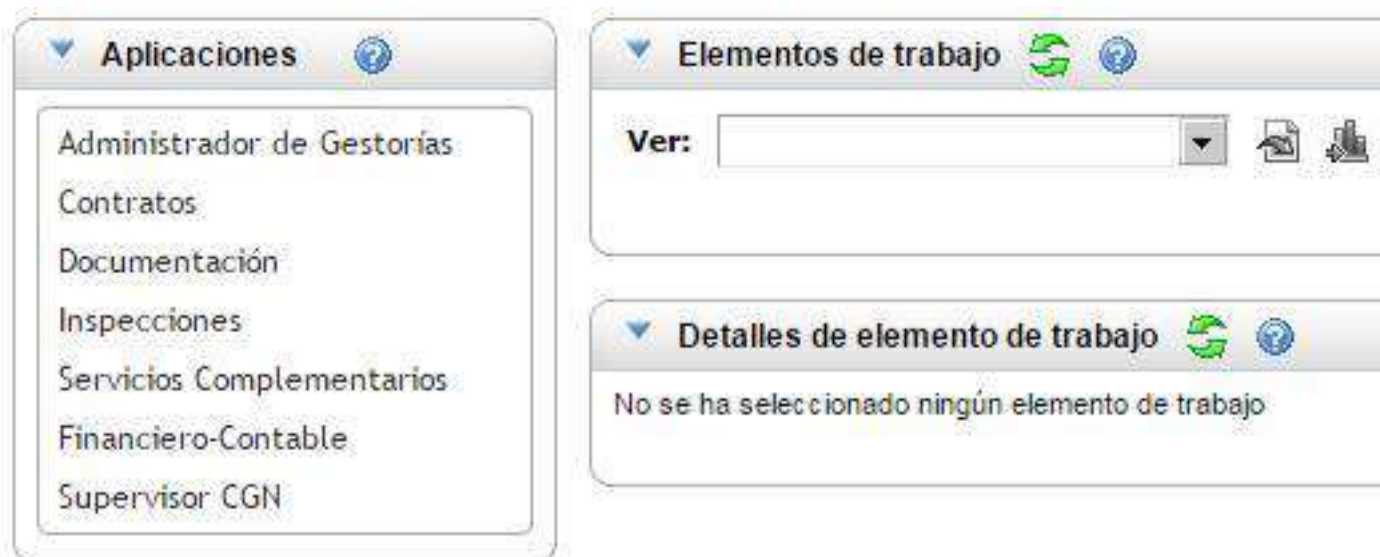 Aplicaciones
Administrador de Gestorías
Contratos
Documentación
Inspecciones
Servicios Complementarios
Financiero-Contable
Supervisor CGN
Elementos de trabajo
Ver:
Detalles de elemento de trabajo
No se ha seleccionado ningún elemento de trabajo